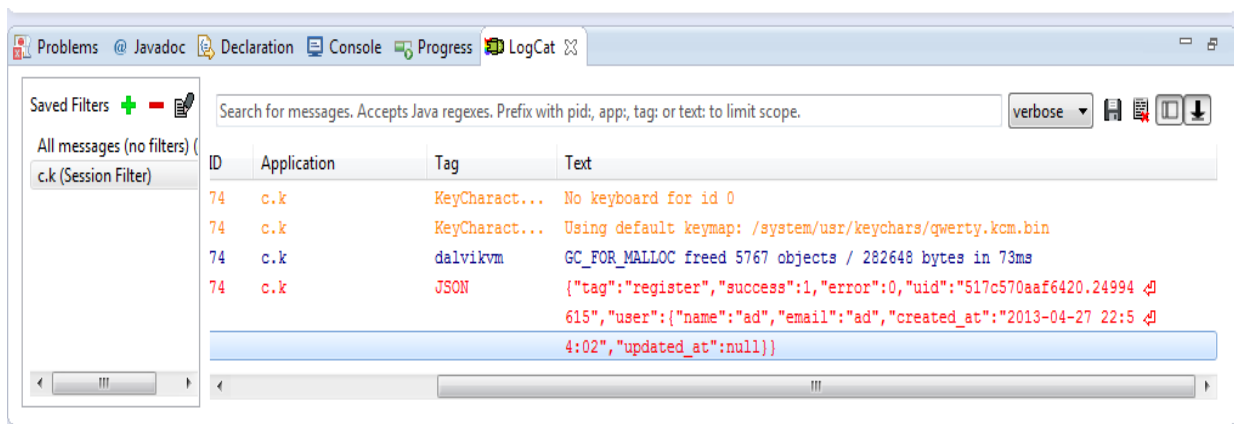 Problems @ Javadoc Declaration Console Progress LogCat
Saved Filters
Search for messages. Accepts Java regexes. Prefix with pid:, app:, tag: or text: to limit scope.
verbose
All messages (no filters) (
c.k (Session Filter)
ID Application Tag Text
74 c.k KeyCharact... No keyboard for id 0
74 c.k KeyCharact... Using default keymap: /system/usr/keychars/qwerty.kcm.bin
74 c.k dalvikvm GC_FOR_MALLOC freed 5767 objects / 282648 bytes in 73ms
74 c.k JSON {"tag":"register","success":1,"error":0,"uid":"517c570aaf6420.24994
615","user":{"name":"ad","email":"ad","created_at":"2013-04-27 22:5
4:02","updated_at":null}}